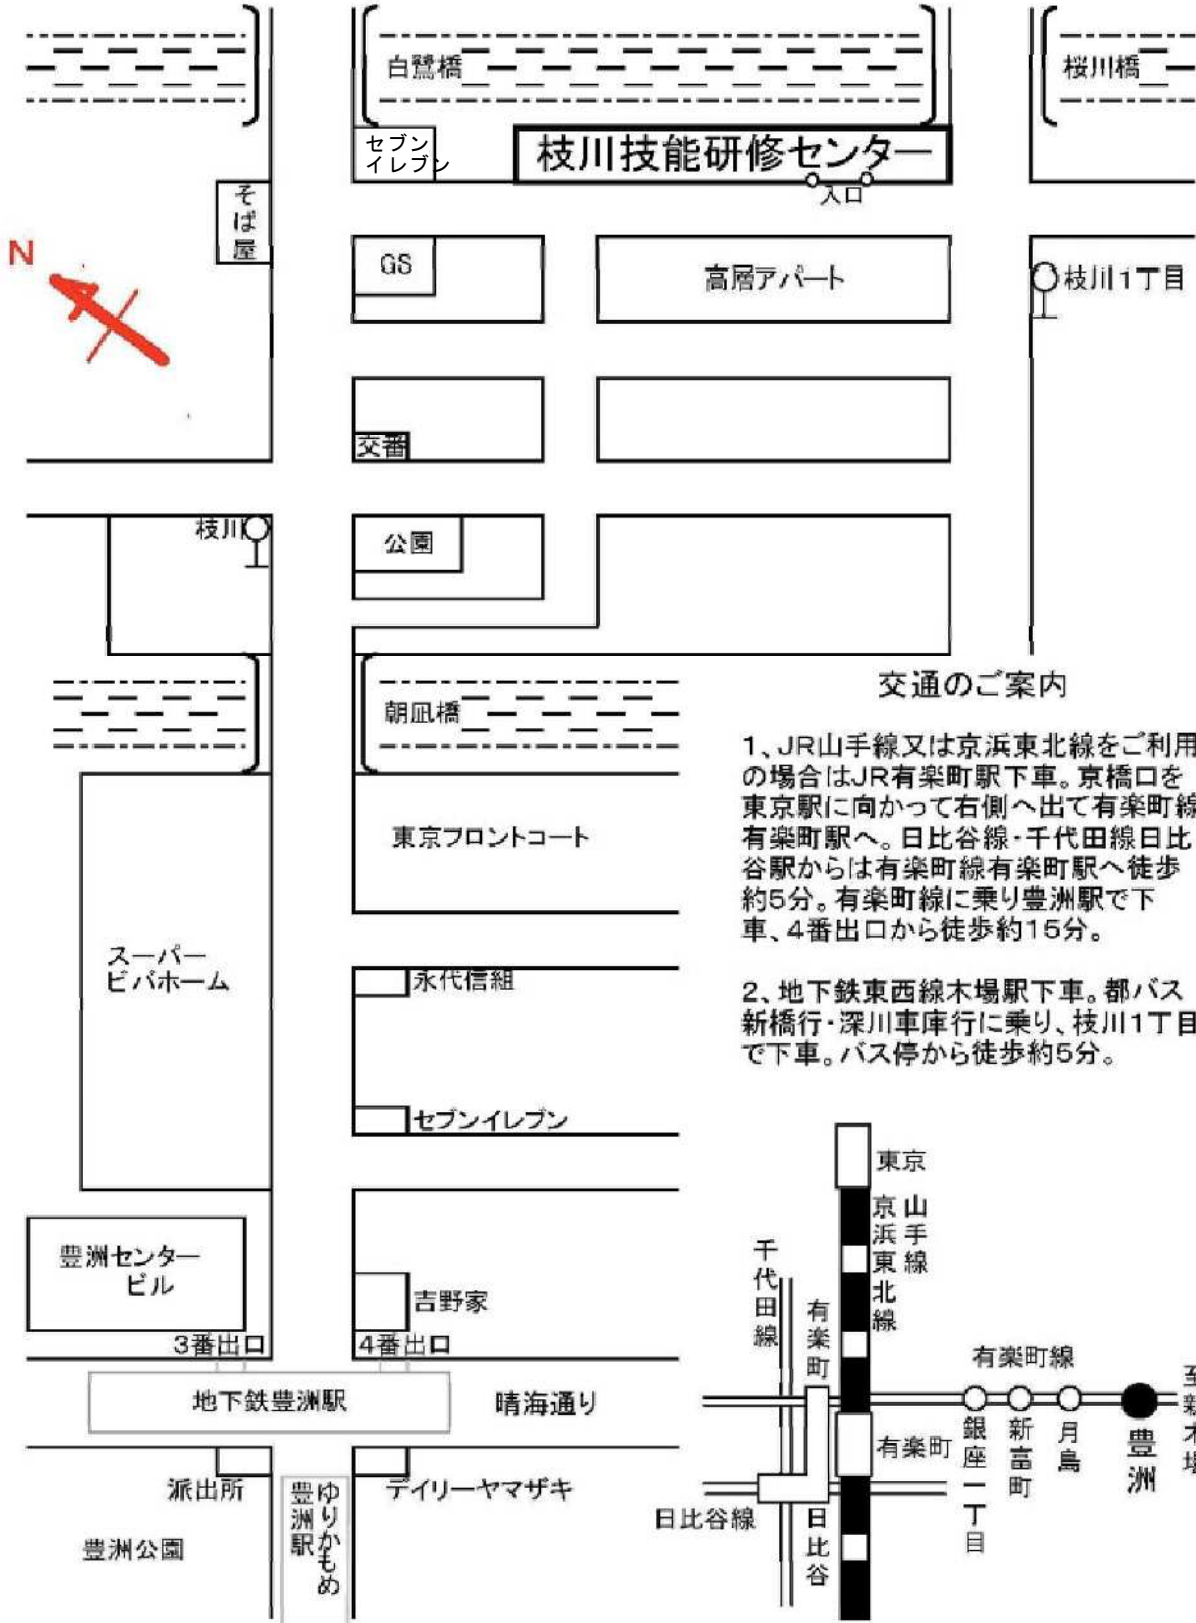 白鷺橋
桜川橋
セブン
イレブン
枝川技能研修センター
入口
そば屋
N
GS
高層アパート
枝川1丁目
交番
枝川
公園
朝凪橋
交通のご案内
1、JR山手線又は京浜東北線をご利用
の場合はJR有楽町駅下車。京橋口を
東京駅に向かって右側へ出て有楽町線
有楽町駅へ。日比谷線・千代田線日比
谷駅からは有楽町線有楽町駅へ徒歩
約5分。有楽町線に乗り豊洲駅で下
車、4番出口から徒歩約15分。
2、地下鉄東西線木場駅下車。都バス
新橋行・深川車庫行に乗り、枝川1丁目
で下車。バス停から徒歩約5分。
東京フロントコート
スーパー
ビバホーム
永代信組
セブンイレブン
豊洲センター
ビル
吉野家
3番出口
4番出口
地下鉄豊洲駅
晴海通り
派出所
デイリーヤマザキ
ゆりかもめ
豊洲駅
豊洲公園
東京
山手線
京浜東北線
千代田線
有楽町
有楽町線
有楽町
銀座一丁目
新富町
月島
豊洲
至新木場
日比谷線
日比谷